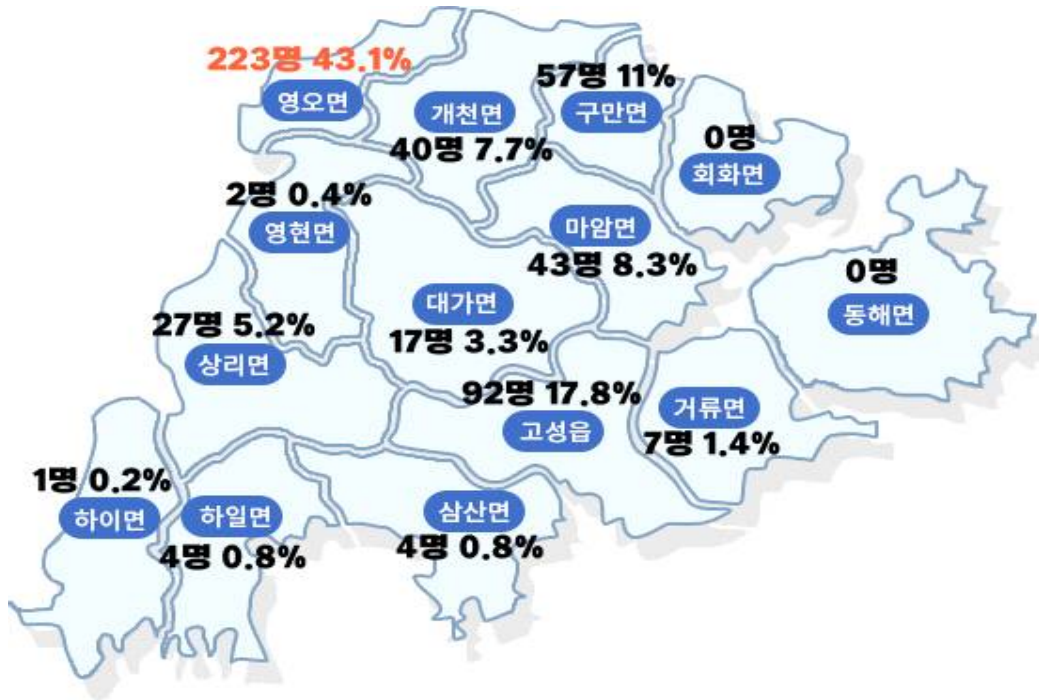 223명 43.1%
영오면
개천면
40명 7.7%
57명 11%
구만면
0명
회화면
2명 0.4%
영현면
마암면
43명 8.3%
0명
동해면
대가면
17명 3.3%
27명 5.2%
상리면
92명 17.8%
고성읍
거류면
7명 1.4%
1명 0.2%
하이면
하일면
4명 0.8%
삼산면
4명 0.8%